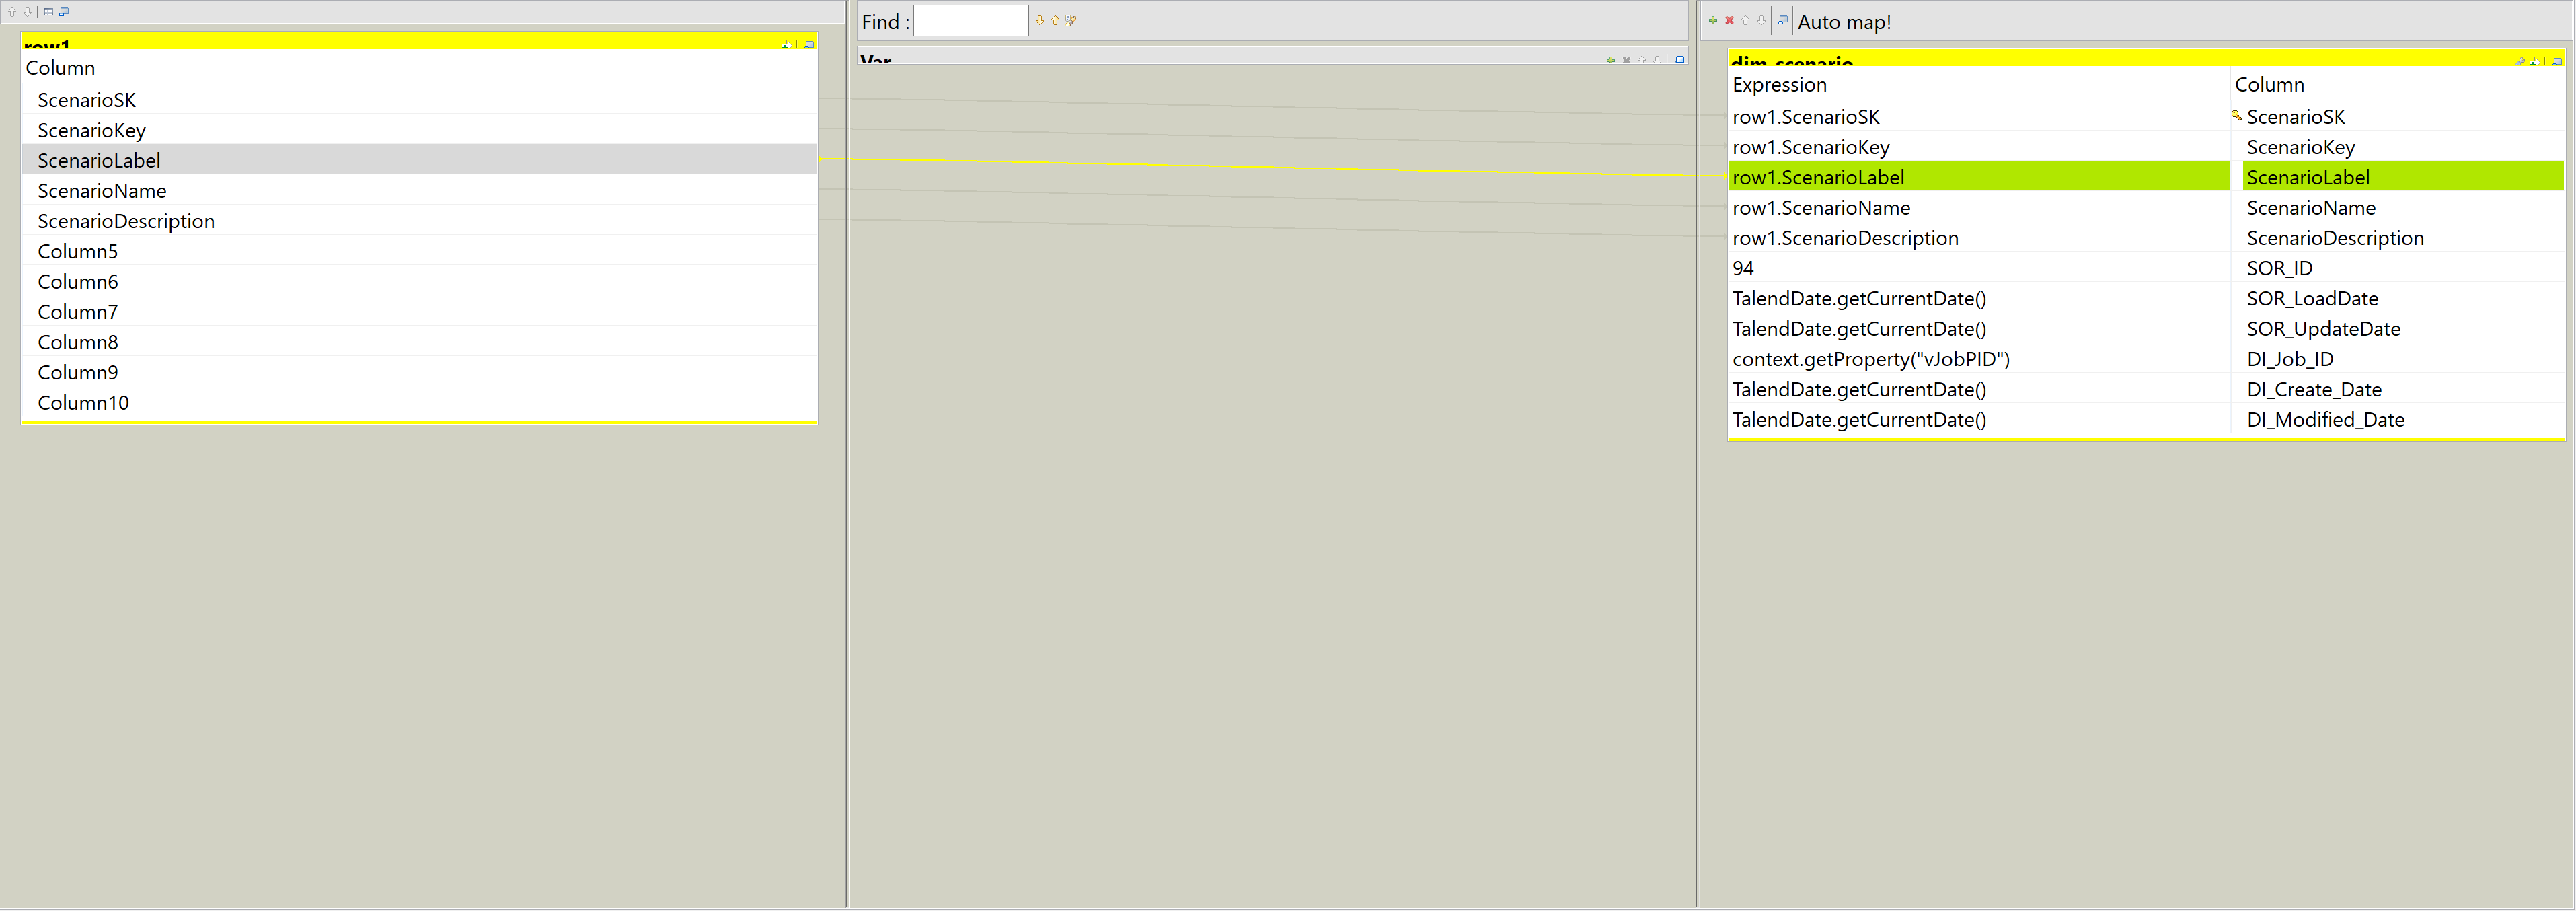 row1
Column
ScenarioSK
ScenarioKey
ScenarioLabel
ScenarioName
ScenarioDescription
Column5
Column6
Column7
Column8
Column9
Column10
Find :
Var
Auto map!
dim_scenario
Expression Column
row1.ScenarioSK ScenarioSK
row1.ScenarioKey ScenarioKey
row1.ScenarioLabel ScenarioLabel
row1.ScenarioName ScenarioName
row1.ScenarioDescription ScenarioDescription
94 SOR_ID
TalendDate.getCurrentDate() SOR_LoadDate
TalendDate.getCurrentDate() SOR_UpdateDate
context.getProperty("vJobPID") DI_Job_ID
TalendDate.getCurrentDate() DI_Create_Date
TalendDate.getCurrentDate() DI_Modified_Date